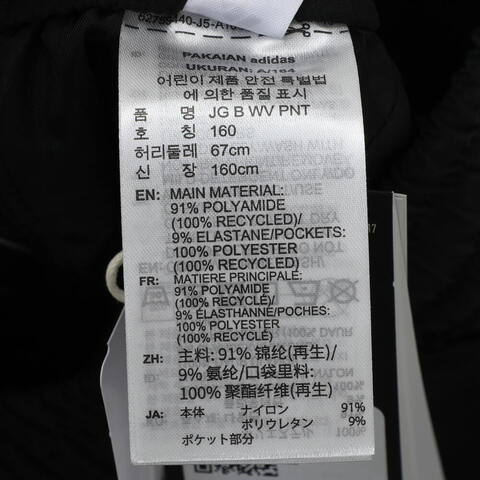 PAKAIAN adidas
UKURAN: A/164
어린이 제품 안전 특별법
에 의한 품질 표시
품 명 JG B WV PNT
호 칭 160
허리둘레 67cm
신 장 160cm
EN: MAIN MATERIAL:
91% POLYAMIDE
(100% RECYCLED)/
9% ELASTANE/POCKETS:
100% POLYESTER
(100% RECYCLED)
FR: MATIERE PRINCIPALE:
91% POLYAMIDE
(100% RECYCLÉ)/
9% ÉLASTHANNE/POCHES:
100% POLYESTER
(100% RECYCLÉ)
ZH: 主料: 91% 锦纶(再生)/
9% 氨纶/口袋里料:
100% 聚酯纤维(再生)
JA: 本体 ナイロン 91%
ポリウレタン 9%
ポケット部分